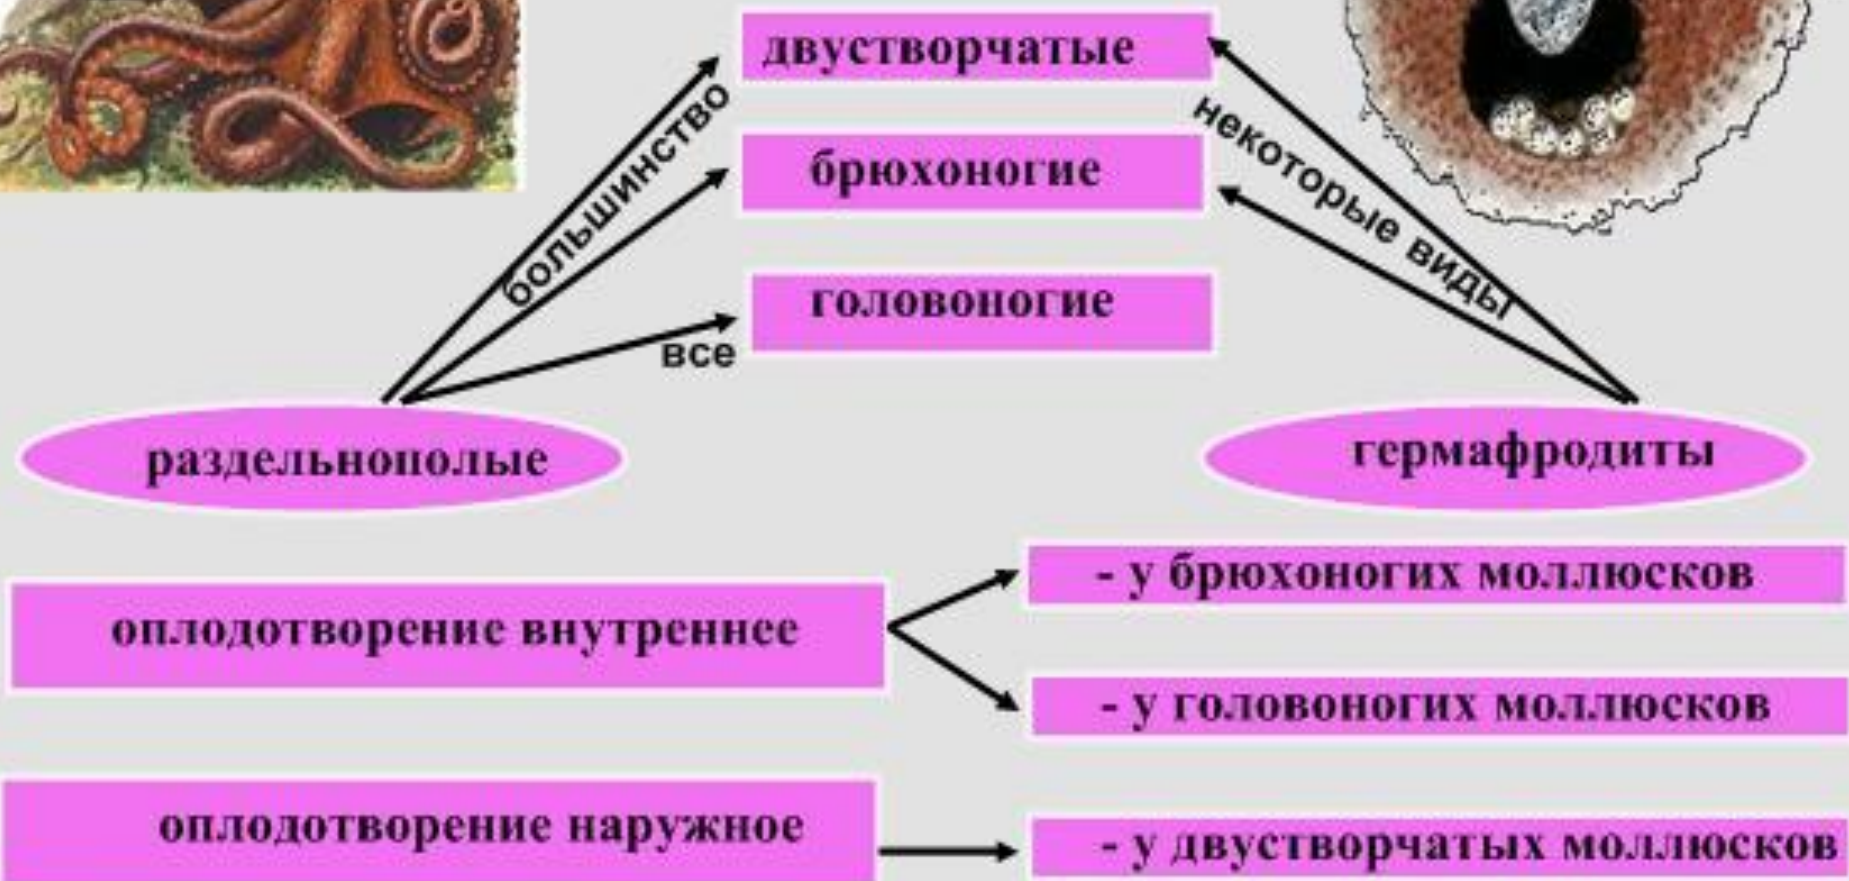 двустворчатые
большинство
некоторые виды
брюхоногие
головоногие
все
раздельнополые
гермафродиты
- у брюхоногих моллюсков
оплодотворение внутреннее
- у головоногих моллюсков
оплодотворение наружное
- у двустворчатых моллюсков